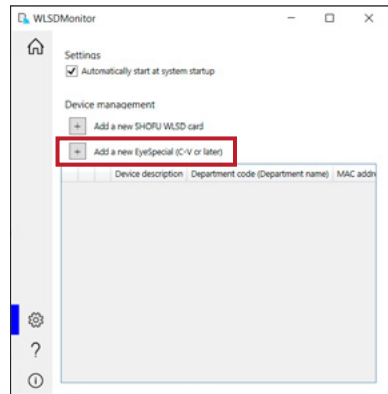 WLSDMonitor
Settings
Automatically start at system startup
Device management
+ Add a new SHOFU WLSD card
+ Add a new EyeSpecial (C-V or later)
Device description Department code (Department name) MAC addre
?